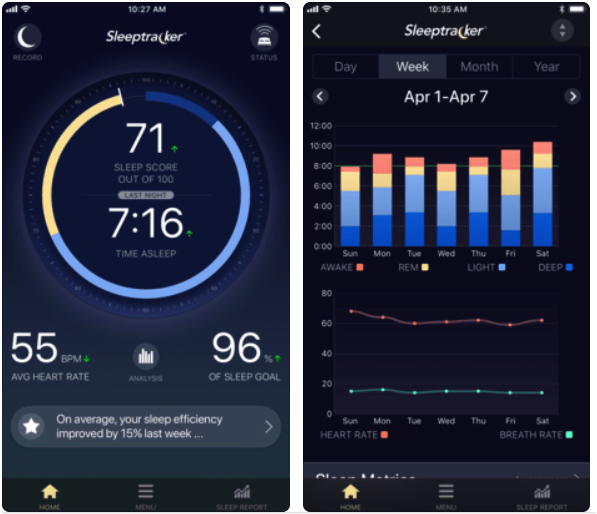 10:27 AM
Sleeptracker
RECORD
STATUS
71
SLEEP SCORE
OUT OF 100
LAST NIGHT
7:16
TIME ASLEEP
55 BPM
AVG HEART RATE
ANALYSIS
96 %
OF SLEEP GOAL
On average, your sleep efficiency
improved by 15% last week ...
HOME
MENU
SLEEP REPORT
10:35 AM
Sleeptracker
Day Week Month Year
Apr 1-Apr 7
12:00
10:00
8:00
6:00
4:00
2:00
0:00
Sun Mon Tue Wed Thu Fri Sat
AWAKE REM LIGHT DEEP
80
60
40
20
0
Sun Mon Tue Wed Thu Fri Sat
HEART RATE BREATH RATE
Sleep Metrics
HOME
MENU
SLEEP REPORT